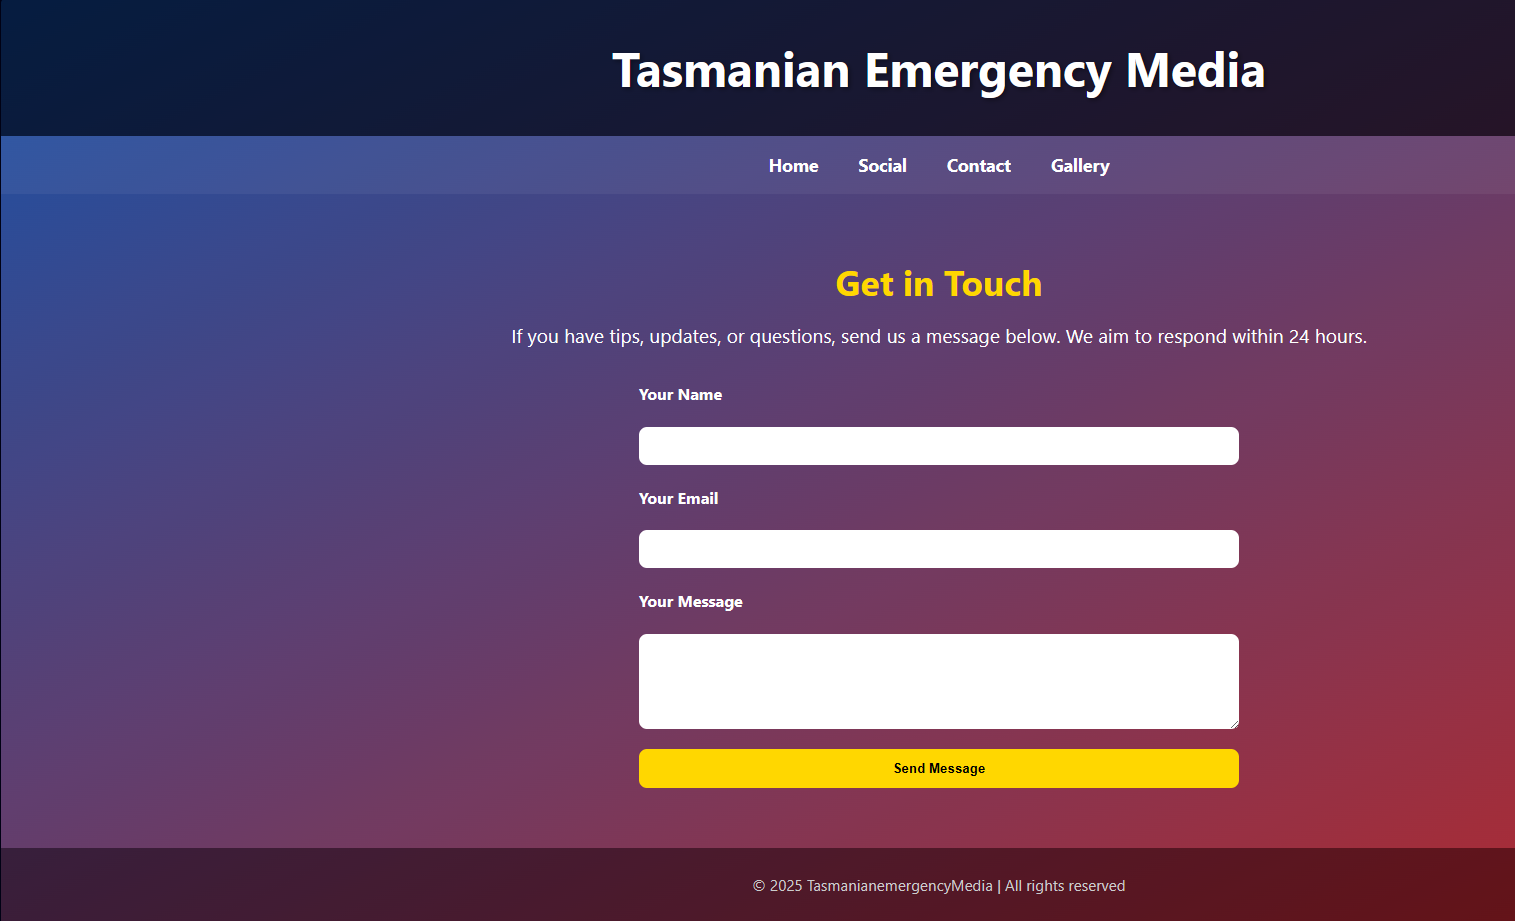 Tasmanian Emergency Media
Home Social Contact Gallery
Get in Touch
If you have tips, updates, or questions, send us a message below. We aim to respond within 24 hours.
Your Name
Your Email
Your Message
Send Message
© 2025 TasmanianemergencyMedia | All rights reserved